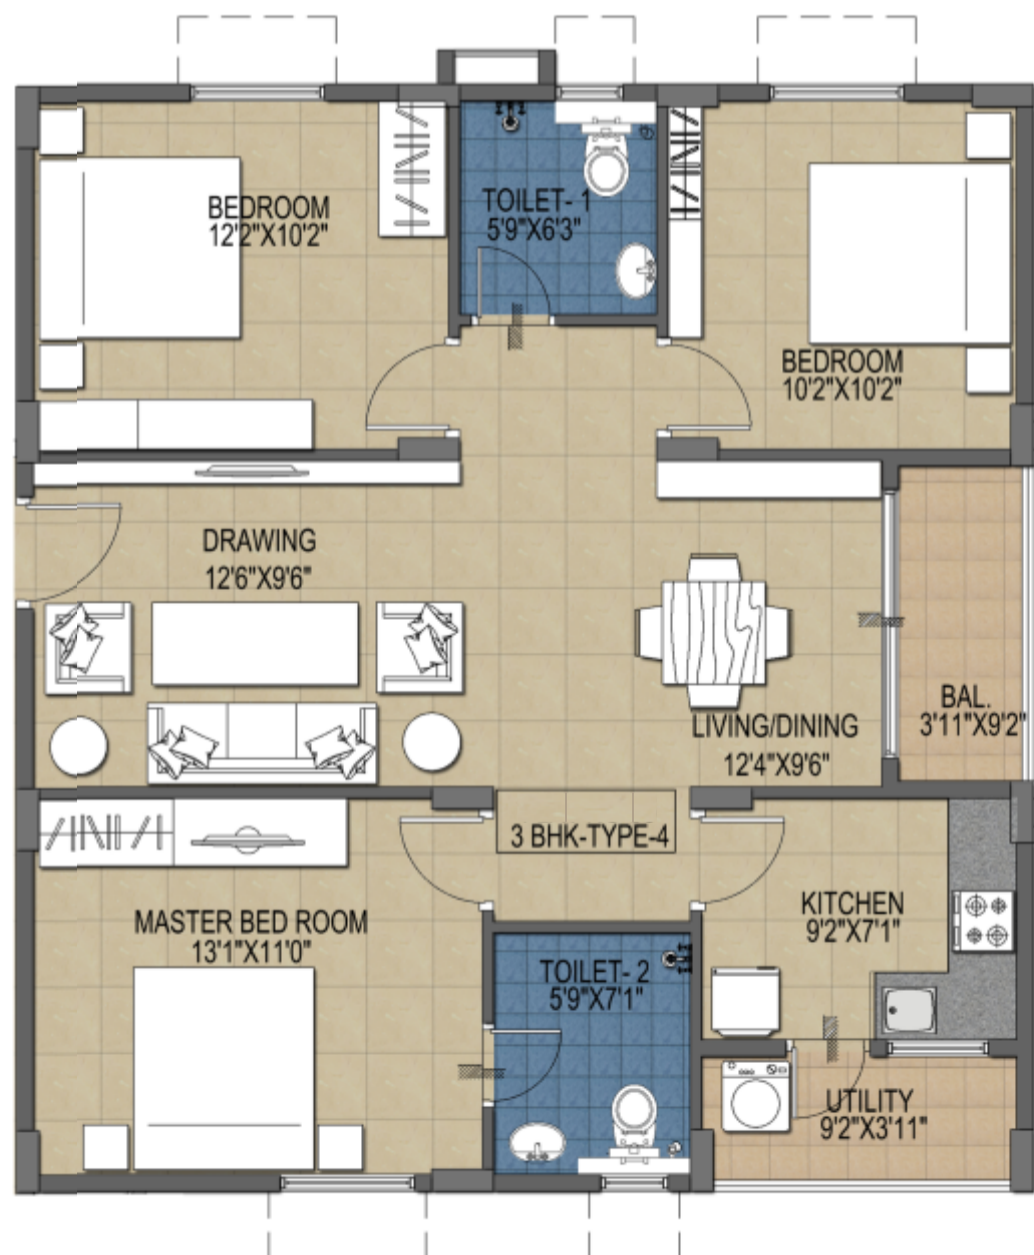 BEDROOM
12'2"X10'2"
TOILET- 1
5'9"X6'3"
BEDROOM
10'2"X10'2"
DRAWING
12'6"X9'6"
LIVING/DINING
12'4"X9'6"
BAL.
3'11"X9'2"
3 BHK-TYPE-4
MASTER BED ROOM
13'1"X11'0"
KITCHEN
9'2"X7'1"
TOILET- 2
5'9"X7'1"
UTILITY
9'2"X3'11"